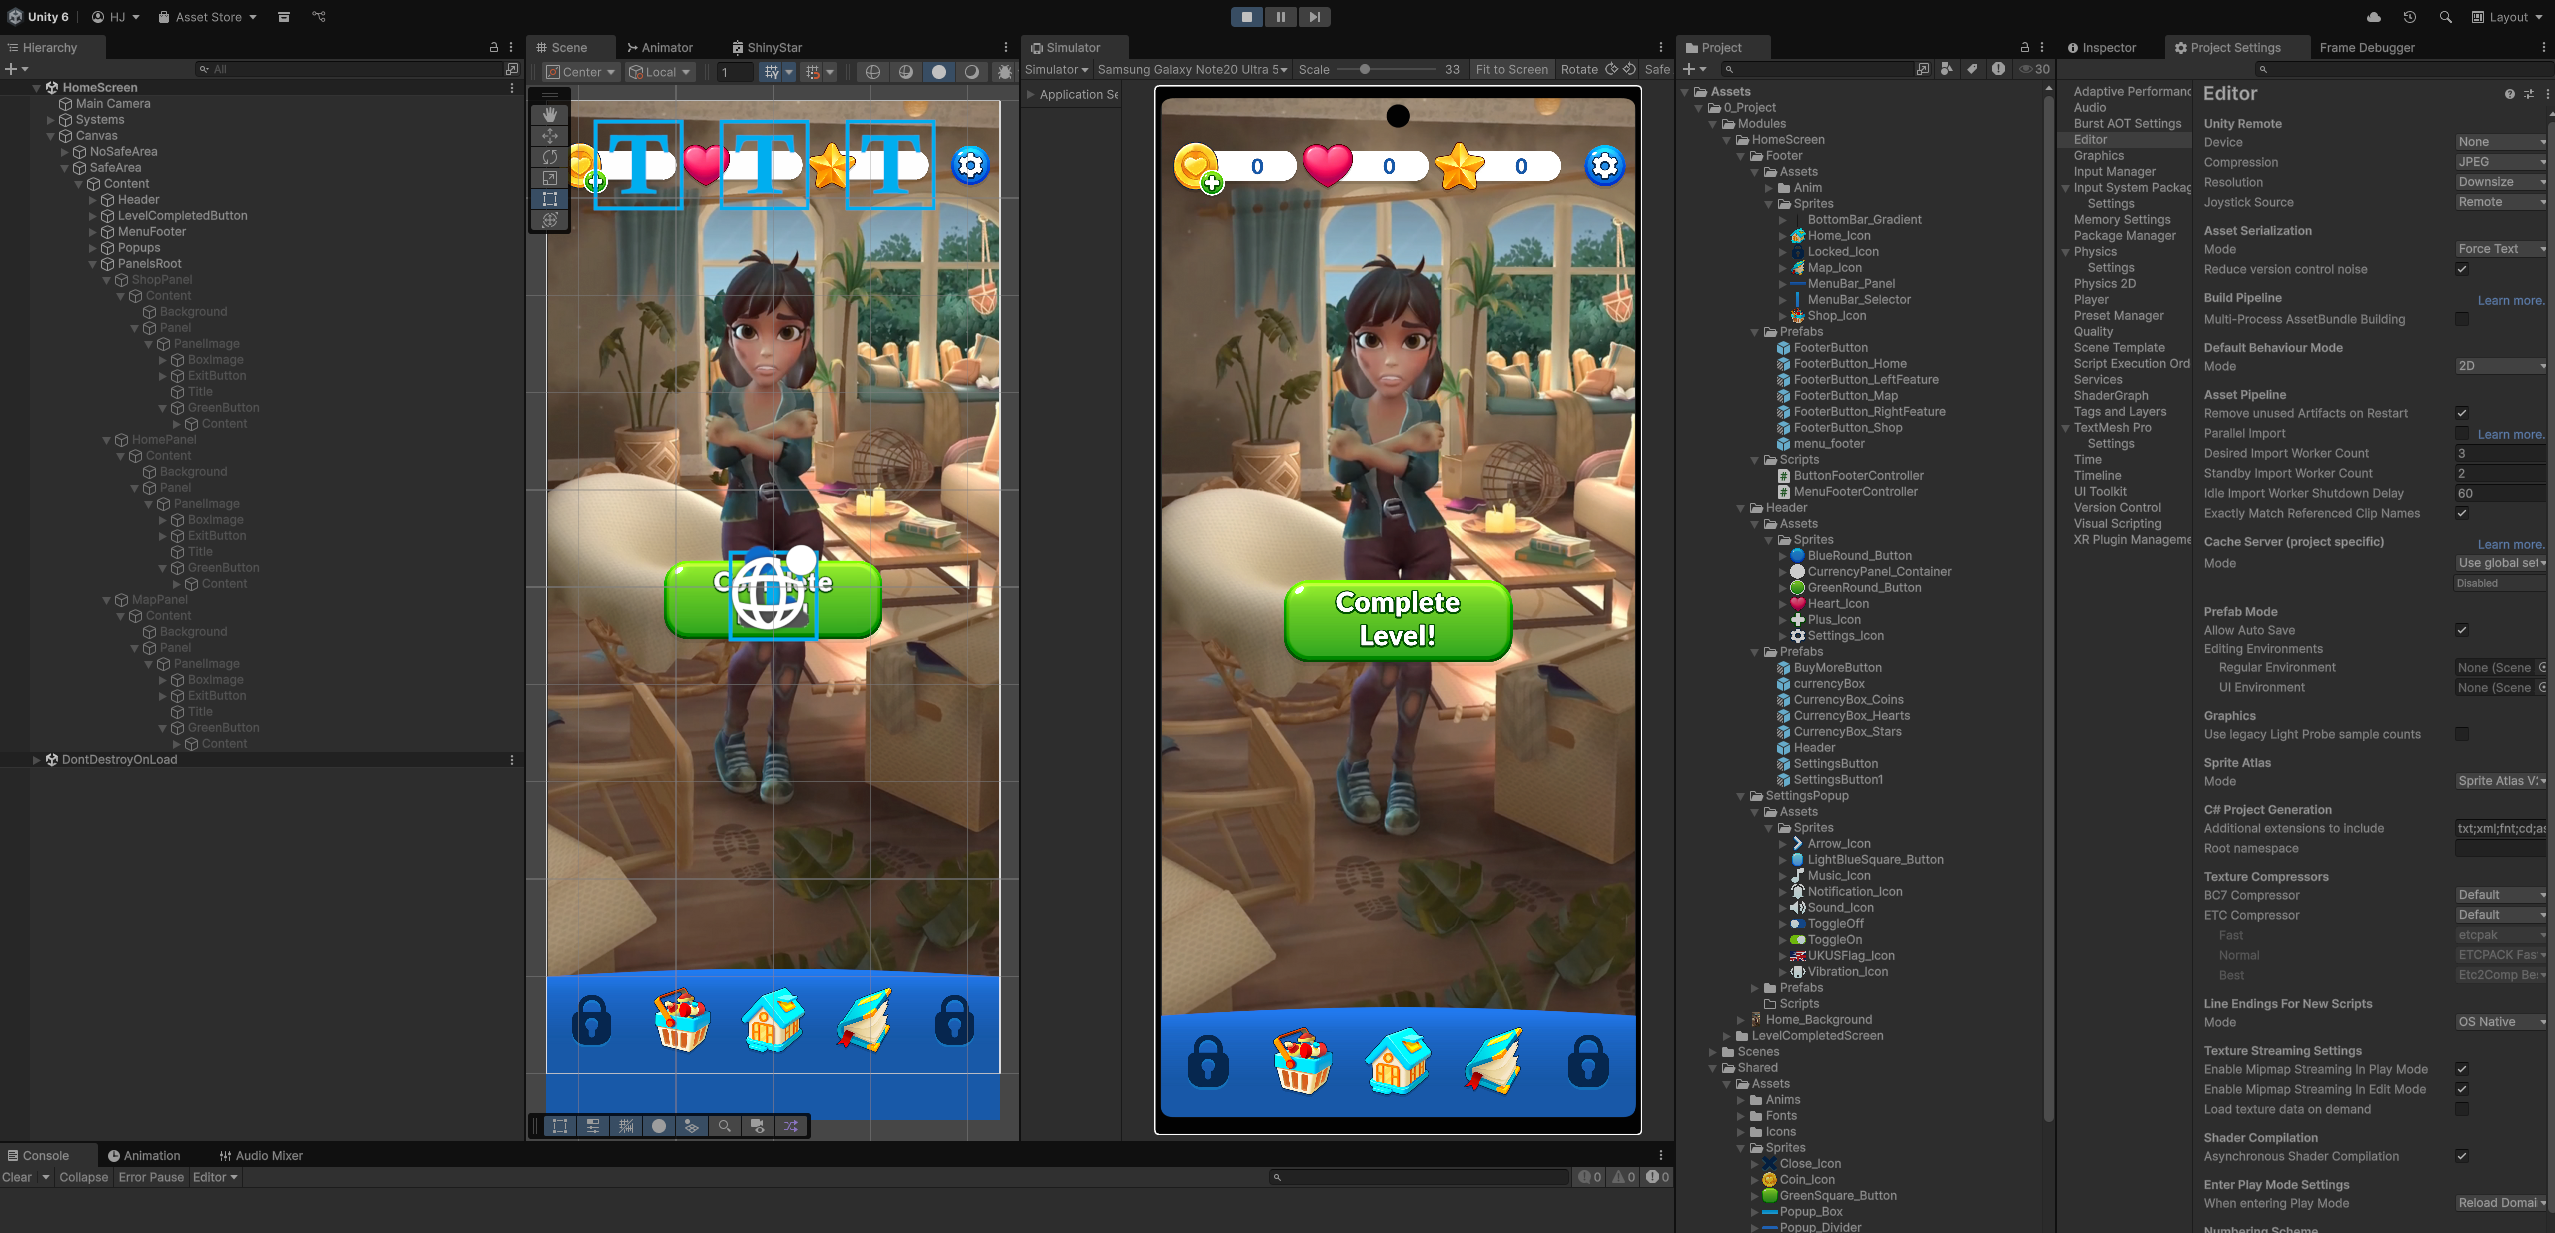 Unity 6
HJ
Asset Store
Layout
Hierarchy
All
HomeScreen
Main Camera
Systems
Canvas
NoSafeArea
SafeArea
Content
Header
LevelCompletedButton
MenuFooter
Popups
PanelsRoot
ShopPanel
Content
Background
Panel
PanelImage
BoxImage
ExitButton
Title
GreenButton
Content
HomePanel
Content
Background
Panel
PanelImage
BoxImage
ExitButton
Title
GreenButton
Content
MapPanel
Content
Background
Panel
PanelImage
BoxImage
ExitButton
Title
GreenButton
Content
DontDestroyOnLoad
Scene
Animator
ShinyStar
Center
Local
1
T T T
Simulator
Simulator
Samsung Galaxy Note20 Ultra 5
Scale
33
Fit to Screen
Rotate
Safe
Application Se
0
0
0
Complete
Level!
Project
30
Assets
0_Project
Modules
HomeScreen
Footer
Assets
Anim
Sprites
BottomBar_Gradient
Home_Icon
Locked_Icon
Map_Icon
MenuBar_Panel
MenuBar_Selector
Shop_Icon
Prefabs
FooterButton
FooterButton_Home
FooterButton_LeftFeature
FooterButton_Map
FooterButton_RightFeature
FooterButton_Shop
menu_footer
Scripts
ButtonFooterController
MenuFooterController
Header
Assets
Sprites
BlueRound_Button
CurrencyPanel_Container
GreenRound_Button
Heart_Icon
Plus_Icon
Settings_Icon
Prefabs
BuyMoreButton
currencyBox
CurrencyBox_Coins
CurrencyBox_Hearts
CurrencyBox_Stars
Header
SettingsButton
SettingsButton1
SettingsPopup
Assets
Sprites
Arrow_Icon
LightBlueSquare_Button
Music_Icon
Notification_Icon
Sound_Icon
ToggleOff
ToggleOn
UKUSFlag_Icon
Vibration_Icon
Prefabs
Scripts
Home_Background
LevelCompletedScreen
Scenes
Shared
Assets
Anims
Fonts
Icons
Sprites
Close_Icon
Coin_Icon
GreenSquare_Button
Popup_Box
Popup_Divider
Inspector
Project Settings
Frame Debugger
Adaptive Performanc
Audio
Burst AOT Settings
Editor
Graphics
Input Manager
Input System Packag
Settings
Memory Settings
Package Manager
Physics
Settings
Physics 2D
Player
Preset Manager
Quality
Scene Template
Script Execution Ord
Services
ShaderGraph
Tags and Layers
TextMesh Pro
Settings
Time
Timeline
UI Toolkit
Version Control
Visual Scripting
XR Plugin Manageme
Editor
Unity Remote
Device None
Compression JPEG
Resolution Downsize
Joystick Source Remote
Asset Serialization
Mode Force Text
Reduce version control noise
Build Pipeline Learn more.
Multi-Process AssetBundle Building
Default Behaviour Mode
Mode 2D
Asset Pipeline
Remove unused Artifacts on Restart
Parallel Import Learn more.
Desired Import Worker Count 3
Standby Import Worker Count 2
Idle Import Worker Shutdown Delay 60
Exactly Match Referenced Clip Names
Cache Server (project specific) Learn more.
Mode Use global set
Disabled
Prefab Mode
Allow Auto Save
Editing Environments
Regular Environment None (Scene
UI Environment None (Scene
Graphics
Use legacy Light Probe sample counts
Sprite Atlas
Mode Sprite Atlas V
C# Project Generation
Additional extensions to include txt;xml;fnt;cd;as
Root namespace
Texture Compressors
BC7 Compressor Default
ETC Compressor Default
Fast etcpak
Normal ETCPACK Fas
Best Etc2Comp Be
Line Endings For New Scripts
Mode OS Native
Texture Streaming Settings
Enable Mipmap Streaming In Play Mode
Enable Mipmap Streaming In Edit Mode
Load texture data on demand
Shader Compilation
Asynchronous Shader Compilation
Enter Play Mode Settings
When entering Play Mode Reload Domai
Numbering Scheme
Console
Animation
Audio Mixer
Clear
Collapse
Error Pause
Editor
0
0
0